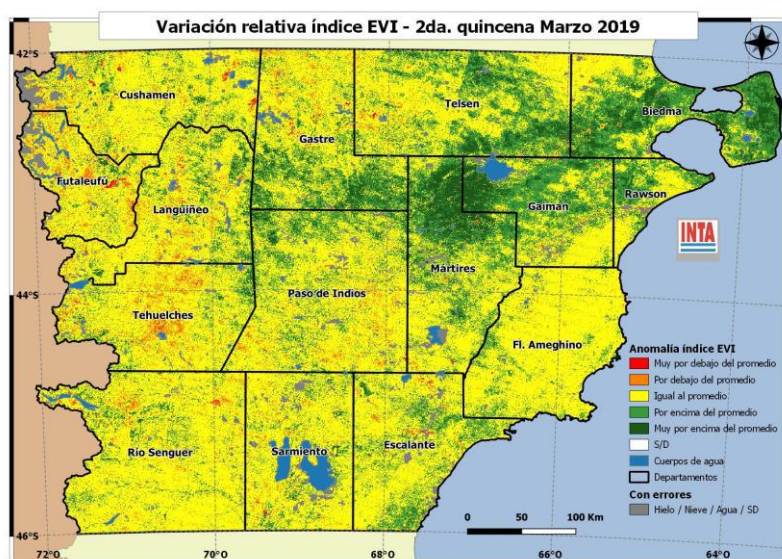 Variación relativa índice EVI - 2da. quincena Marzo 2019
42°S
Cushamen
Telsen
Biedma
Gastre
Futaleufú
Languiñeo
Gaiman
Rawson
INTA
Mártires
44°S
Paso de Indios
Tehuelches
Fl. Ameghino
Anomalía índice EVI
Muy por debajo del promedio
Por debajo del promedio
Igual al promedio
Por encima del promedio
Muy por encima del promedio
S/D
Cuerpos de agua
Departamentos
Con errores
Hielo / Nieve / Agua / SD
Río Senguer
Sarmiento
Escalante
46°S
0 50 100 Km
72°O 70°O 68°O 66°O 64°O